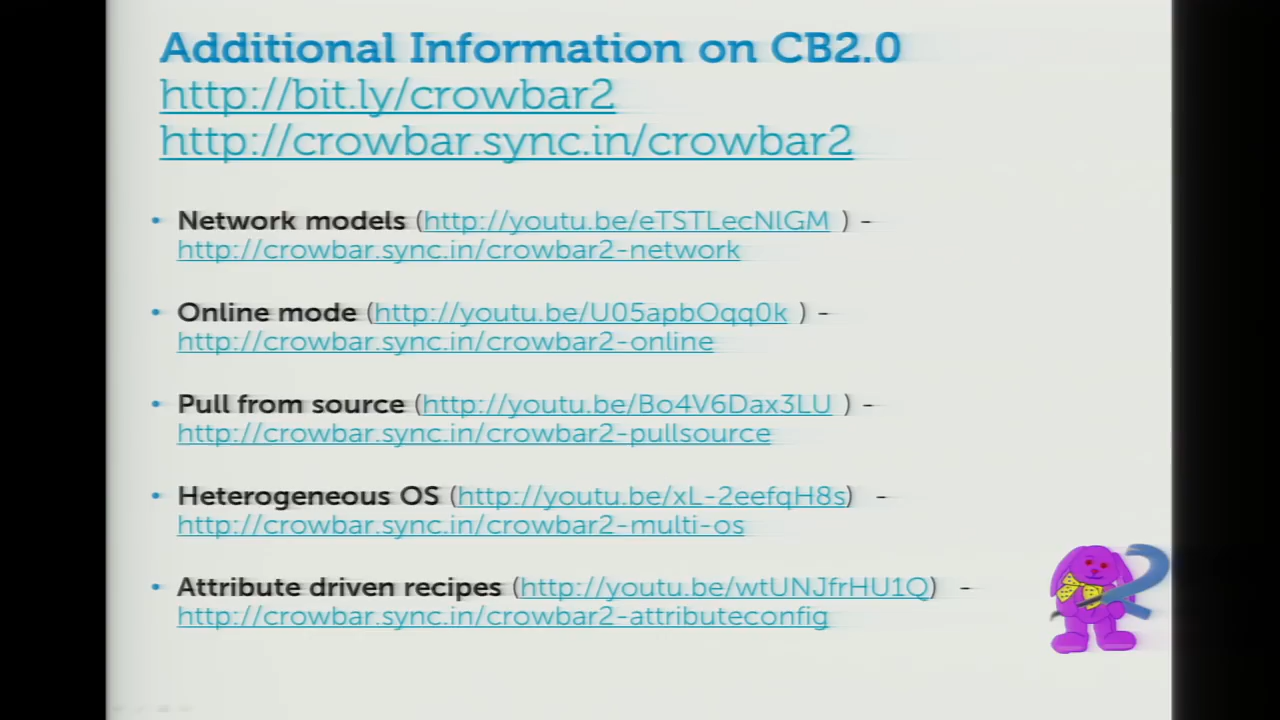 Additional Information on CB2.0
http://bit.ly/crowbar2
http://crowbar.sync.in/crowbar2
• Network models (http://youtu.be/eTSTLecNlGM ) -
http://crowbar.sync.in/crowbar2-network
• Online mode (http://youtu.be/U05apbOqq0k ) -
http://crowbar.sync.in/crowbar2-online
• Pull from source (http://youtu.be/Bo4V6Dax3LU ) -
http://crowbar.sync.in/crowbar2-pullsource
• Heterogeneous OS (http://youtu.be/xL-2eefqH8s) -
http://crowbar.sync.in/crowbar2-multi-os
• Attribute driven recipes (http://youtu.be/wtUNJfrHU1Q) -
http://crowbar.sync.in/crowbar2-attributeconfig
2